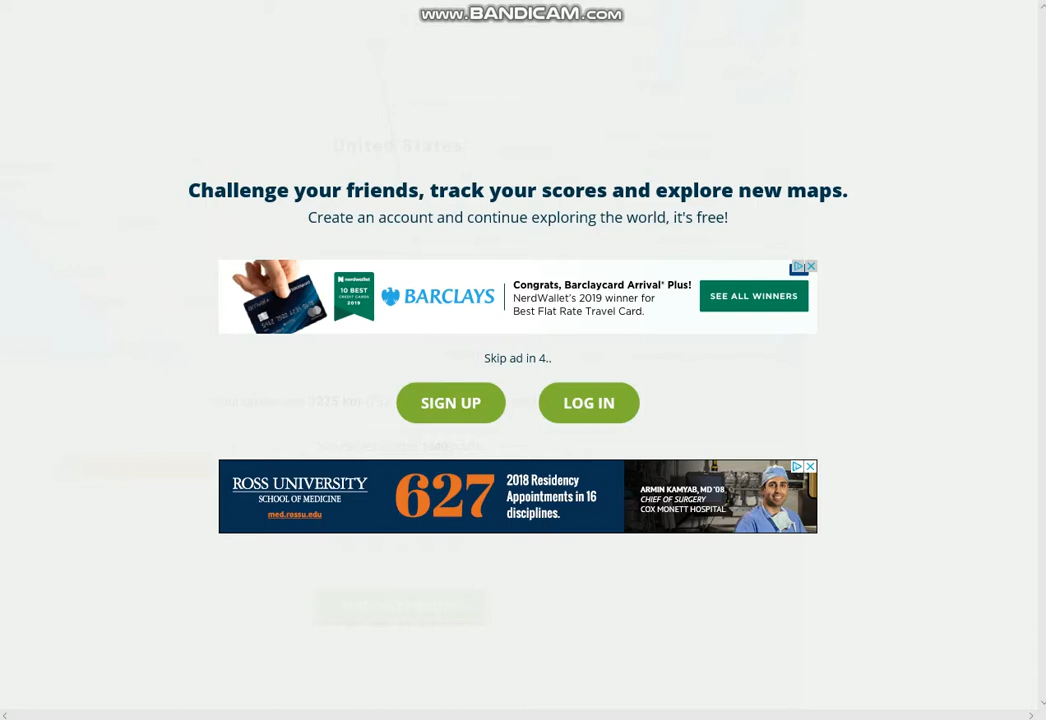 www.BANDICAM.com
United States
Challenge your friends, track your scores and explore new maps.
Create an account and continue exploring the world, it's free!
nerdwallet
10 BEST
CREDIT CARDS
2019
BARCLAYS
Congrats, Barclaycard Arrival® Plus!
NerdWallet's 2019 winner for
Best Flat Rate Travel Card.
SEE ALL WINNERS
Skip ad in 4..
SIGN UP
LOG IN
ROSS UNIVERSITY
SCHOOL OF MEDICINE
med.rossu.edu
627
2018 Residency
Appointments in 16
disciplines.
ARMIN KAMYAB, MD '08,
CHIEF OF SURGERY
COX MONETT HOSPITAL